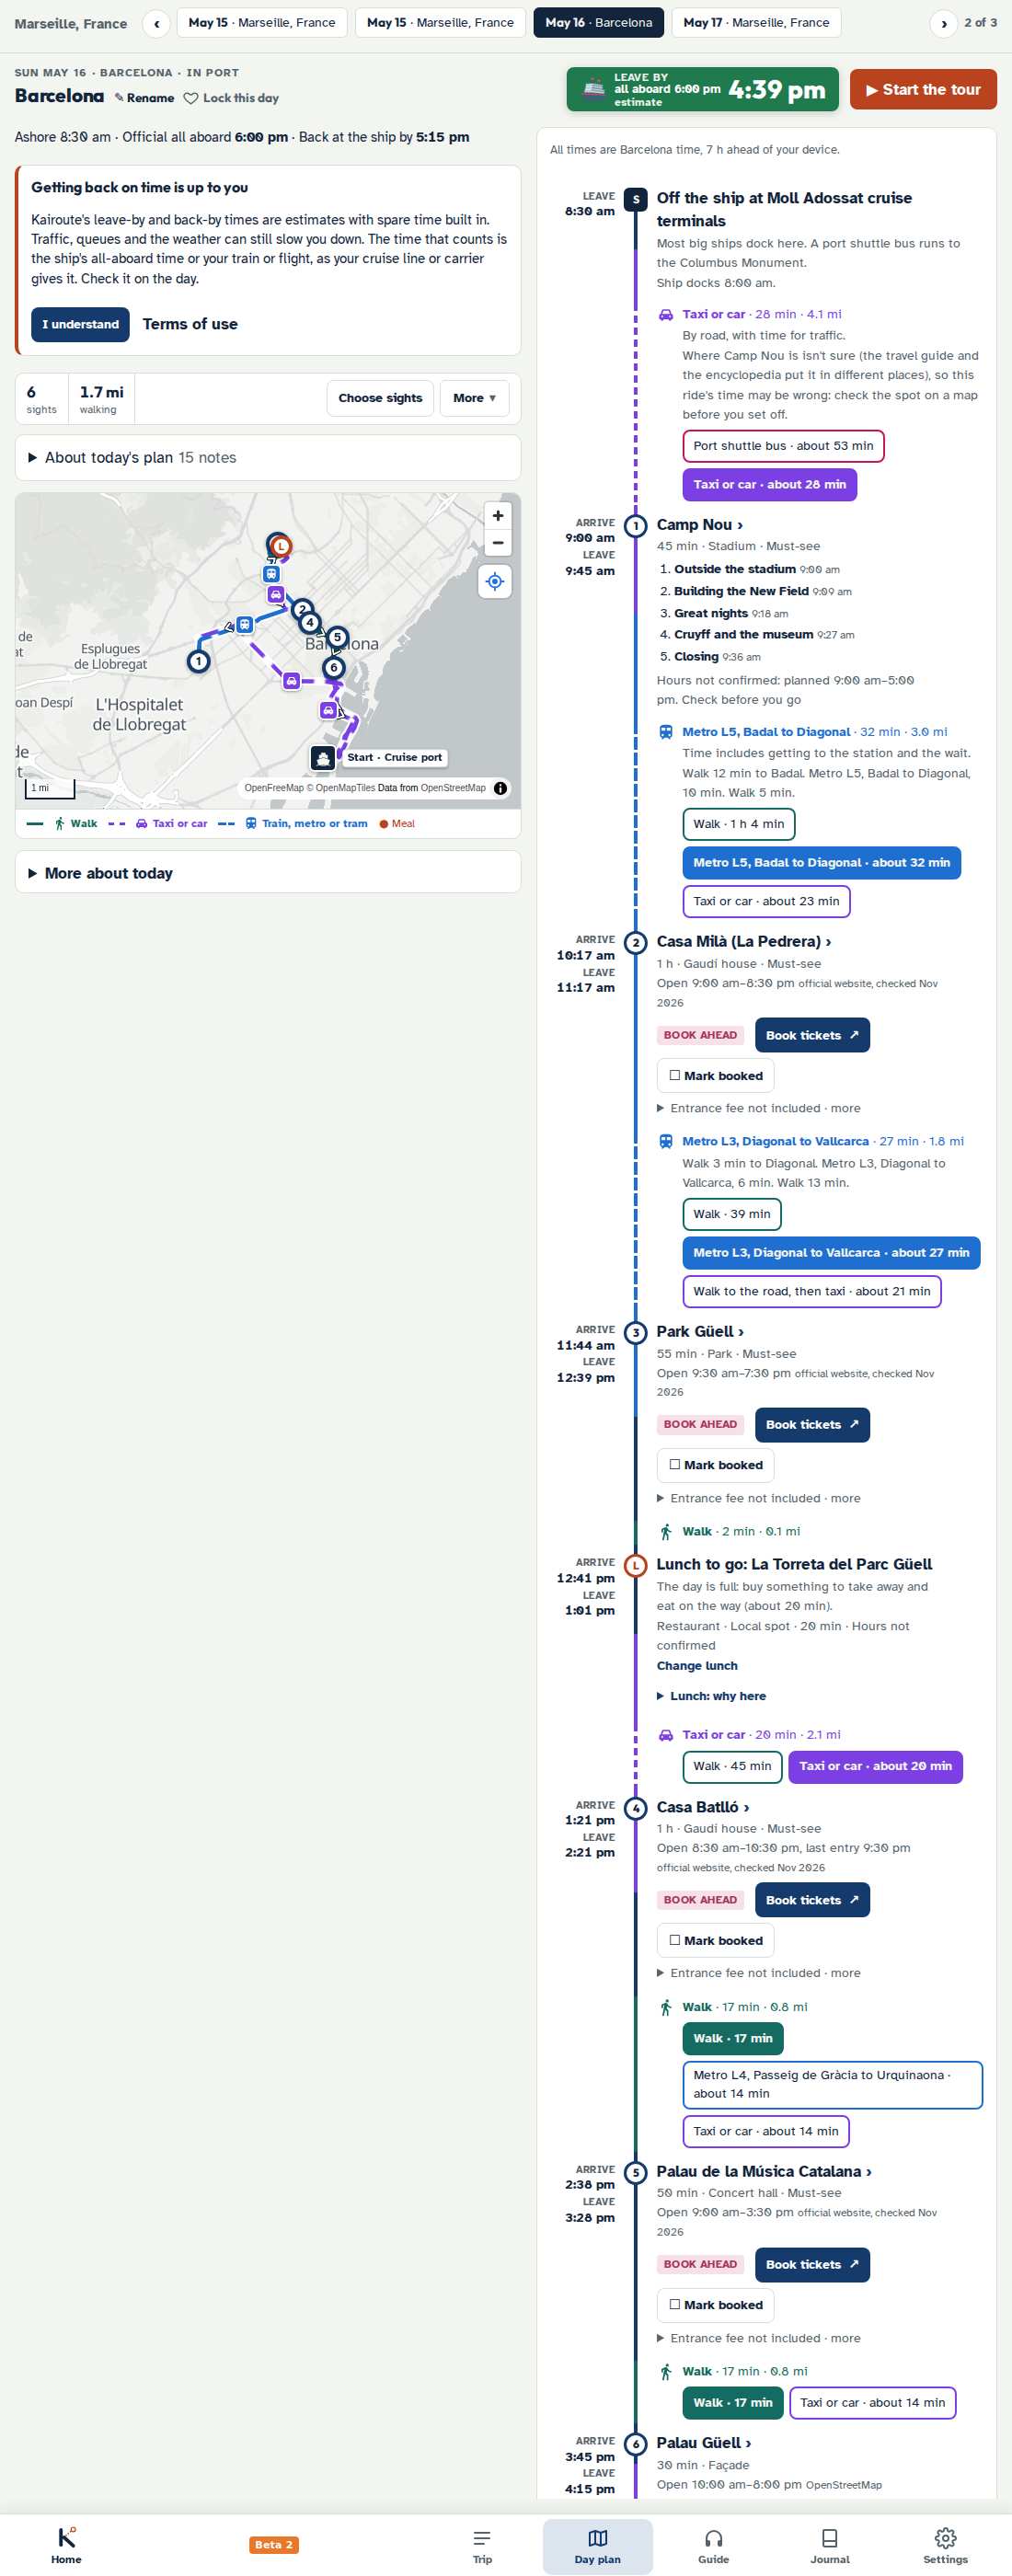 Marseille, France
‹
May 15 · Marseille, France
May 15 · Marseille, France
May 16 · Barcelona
May 17 · Marseille, France
›
2 of 3
SUN MAY 16 · BARCELONA · IN PORT
Barcelona
✎ Rename
Lock this day
LEAVE BY
all aboard 6:00 pm
estimate
4:39 pm
▶ Start the tour
Ashore 8:30 am · Official all aboard 6:00 pm · Back at the ship by 5:15 pm
Getting back on time is up to you
Kairoute's leave-by and back-by times are estimates with spare time built in.
Traffic, queues and the weather can still slow you down. The time that counts is
the ship's all-aboard time or your train or flight, as your cruise line or carrier
gives it. Check it on the day.
I understand
Terms of use
6
sights
1.7 mi
walking
Choose sights
More ▼
▶ About today's plan 15 notes
+
−
L
2
4
5
6
1
Barcelona
de
at
Esplugues
de Llobregat
oan Despí
L'Hospitalet
de Llobregat
de
t
Start · Cruise port
1 mi
OpenFreeMap © OpenMapTiles Data from OpenStreetMap
Walk
Taxi or car
Train, metro or tram
Meal
▶ More about today
All times are Barcelona time, 7 h ahead of your device.
LEAVE
8:30 am
S
Off the ship at Moll Adossat cruise
terminals
Most big ships dock here. A port shuttle bus runs to
the Columbus Monument.
Ship docks 8:00 am.
Taxi or car · 28 min · 4.1 mi
By road, with time for traffic.
Where Camp Nou is isn't sure (the travel guide and
the encyclopedia put it in different places), so this
ride's time may be wrong: check the spot on a map
before you set off.
Port shuttle bus · about 53 min
Taxi or car · about 28 min
ARRIVE
9:00 am
LEAVE
9:45 am
1
Camp Nou ›
45 min · Stadium · Must-see
1. Outside the stadium 9:00 am
2. Building the New Field 9:09 am
3. Great nights 9:18 am
4. Cruyff and the museum 9:27 am
5. Closing 9:36 am
Hours not confirmed: planned 9:00 am–5:00
pm. Check before you go
Metro L5, Badal to Diagonal · 32 min · 3.0 mi
Time includes getting to the station and the wait.
Walk 12 min to Badal. Metro L5, Badal to Diagonal,
10 min. Walk 5 min.
Walk · 1 h 4 min
Metro L5, Badal to Diagonal · about 32 min
Taxi or car · about 23 min
ARRIVE
10:17 am
LEAVE
11:17 am
2
Casa Milà (La Pedrera) ›
1 h · Gaudí house · Must-see
Open 9:00 am–8:30 pm official website, checked Nov
2026
BOOK AHEAD
Book tickets ↗
☐ Mark booked
▶ Entrance fee not included · more
Metro L3, Diagonal to Vallcarca · 27 min · 1.8 mi
Walk 3 min to Diagonal. Metro L3, Diagonal to
Vallcarca, 6 min. Walk 13 min.
Walk · 39 min
Metro L3, Diagonal to Vallcarca · about 27 min
Walk to the road, then taxi · about 21 min
ARRIVE
11:44 am
LEAVE
12:39 pm
3
Park Güell ›
55 min · Park · Must-see
Open 9:30 am–7:30 pm official website, checked Nov
2026
BOOK AHEAD
Book tickets ↗
☐ Mark booked
▶ Entrance fee not included · more
Walk · 2 min · 0.1 mi
ARRIVE
12:41 pm
LEAVE
1:01 pm
L
Lunch to go: La Torreta del Parc Güell
The day is full: buy something to take away and
eat on the way (about 20 min).
Restaurant · Local spot · 20 min · Hours not
confirmed
Change lunch
▶ Lunch: why here
Taxi or car · 20 min · 2.1 mi
Walk · 45 min
Taxi or car · about 20 min
ARRIVE
1:21 pm
LEAVE
2:21 pm
4
Casa Batlló ›
1 h · Gaudí house · Must-see
Open 8:30 am–10:30 pm, last entry 9:30 pm
official website, checked Nov 2026
BOOK AHEAD
Book tickets ↗
☐ Mark booked
▶ Entrance fee not included · more
Walk · 17 min · 0.8 mi
Walk · 17 min
Metro L4, Passeig de Gràcia to Urquinaona ·
about 14 min
Taxi or car · about 14 min
ARRIVE
2:38 pm
LEAVE
3:28 pm
5
Palau de la Música Catalana ›
50 min · Concert hall · Must-see
Open 9:00 am–3:30 pm official website, checked Nov
2026
BOOK AHEAD
Book tickets ↗
☐ Mark booked
▶ Entrance fee not included · more
Walk · 17 min · 0.8 mi
Walk · 17 min
Taxi or car · about 14 min
ARRIVE
3:45 pm
LEAVE
4:15 pm
6
Palau Güell ›
30 min · Façade
Open 10:00 am–8:00 pm OpenStreetMap
Home
Beta 2
Trip
Day plan
Guide
Journal
Settings